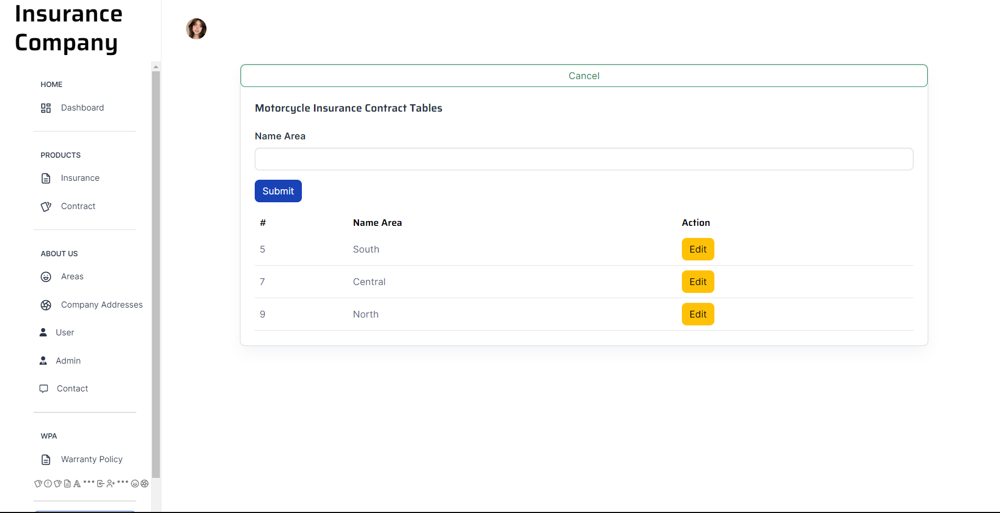 Insurance
Company
HOME
Dashboard
PRODUCTS
Insurance
Contract
ABOUT US
Areas
Company Addresses
User
Admin
Contact
WPA
Warranty Policy
Cancel
Motorcycle Insurance Contract Tables
Name Area
Submit
# Name Area Action
5 South Edit
7 Central Edit
9 North Edit